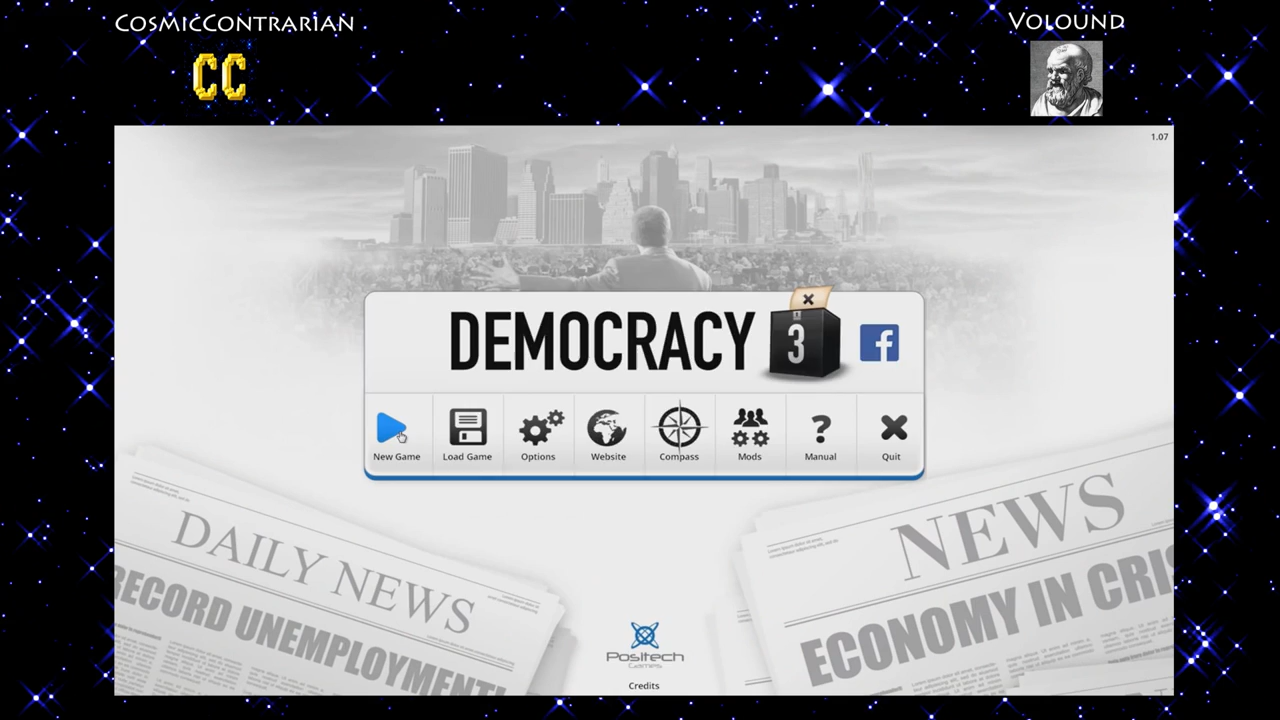 CosmicContrarian
Volound
CC
1.07
DEMOCRACY 3
New Game
Load Game
Options
Website
Compass
Mods
?
Manual
Quit
DAILY NEWS
RECORD UNEMPLOYMENT!
NEWS
ECONOMY IN CRIS
Positech
Games
Credits